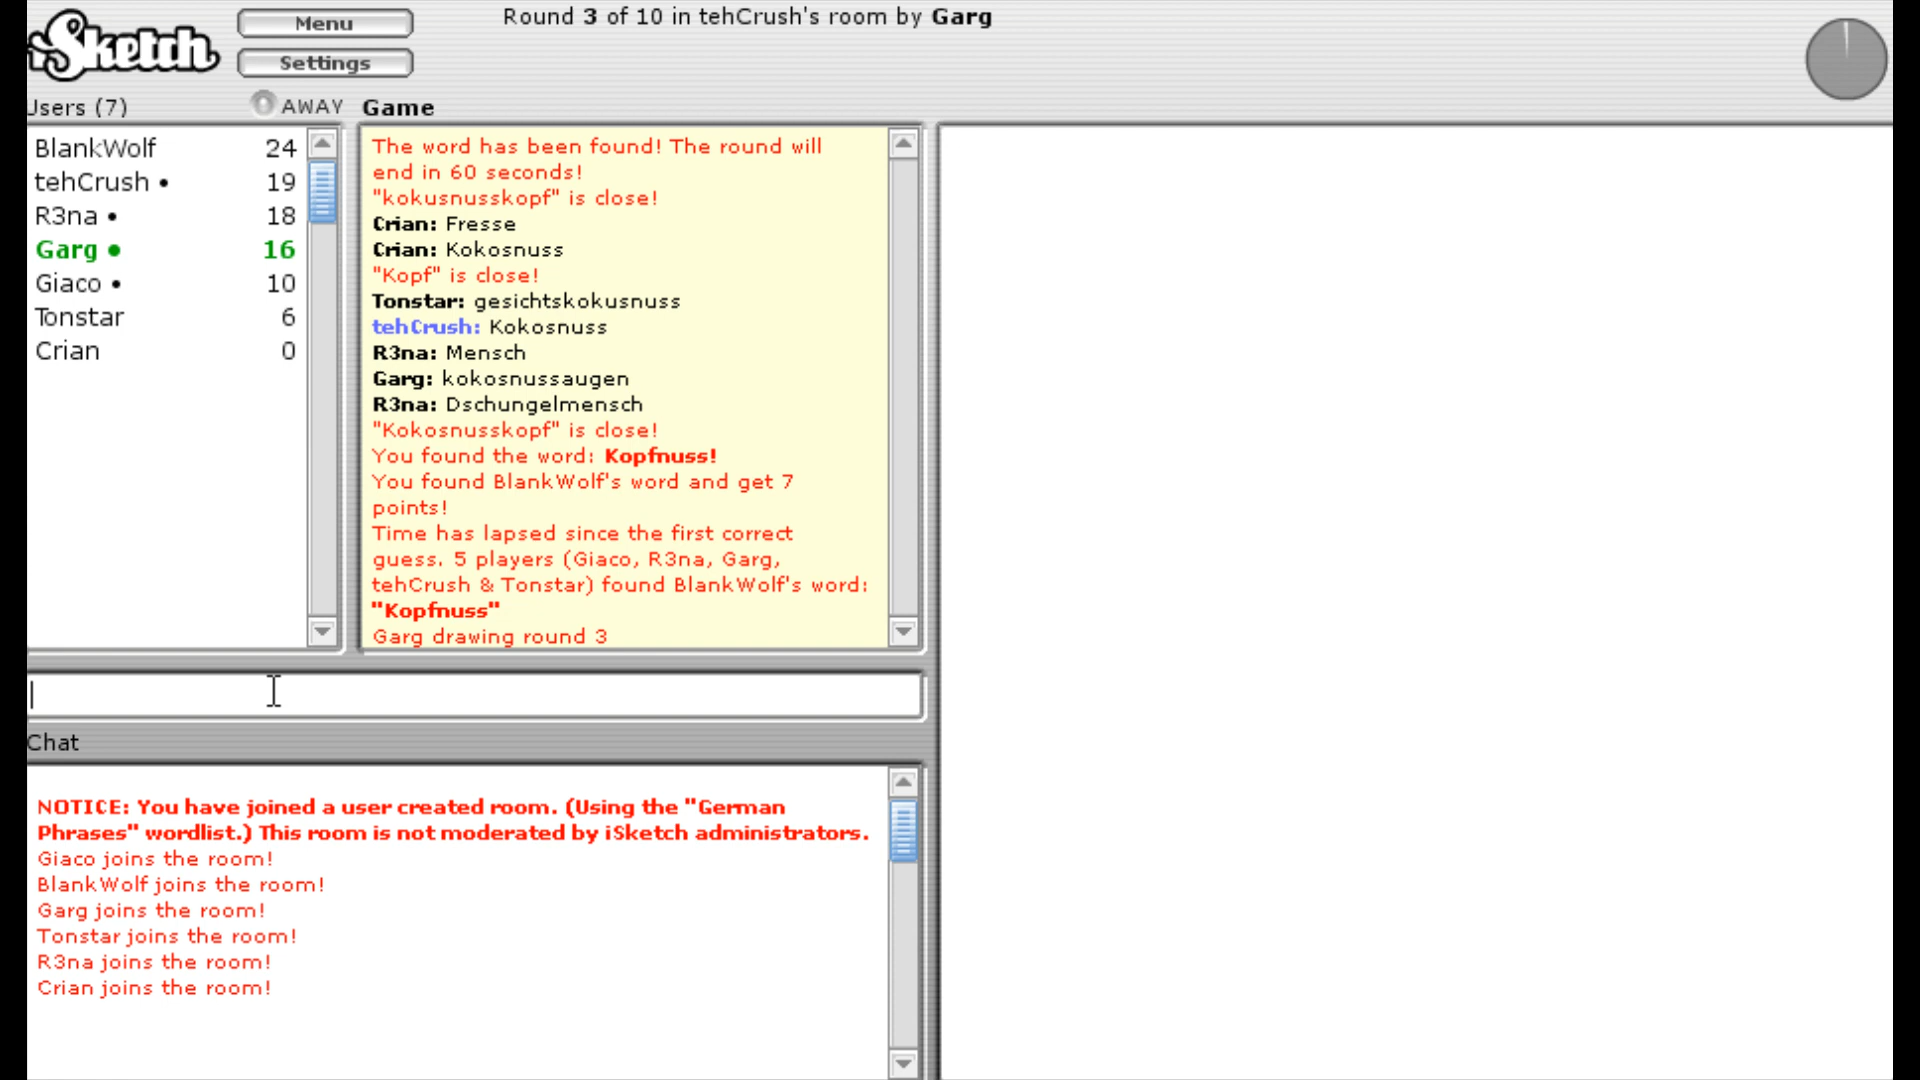 iSketch
Menu
Settings
Round 3 of 10 in tehCrush's room by Garg
Users (7)
AWAY
BlankWolf 24
tehCrush • 19
R3na • 18
Garg • 16
Giaco • 10
Tonstar 6
Crian 0
Game
The word has been found! The round will
end in 60 seconds!
"kokusnusskopf" is close!
Crian: Fresse
Crian: Kokosnuss
"Kopf" is close!
Tonstar: gesichtskokusnuss
tehCrush: Kokosnuss
R3na: Mensch
Garg: kokosnussaugen
R3na: Dschungelmensch
"Kokosnusskopf" is close!
You found the word: Kopfnuss!
You found BlankWolf's word and get 7
points!
Time has lapsed since the first correct
guess. 5 players (Giaco, R3na, Garg,
tehCrush & Tonstar) found BlankWolf's word:
"Kopfnuss"
Garg drawing round 3
Chat
NOTICE: You have joined a user created room. (Using the "German
Phrases" wordlist.) This room is not moderated by iSketch administrators.
Giaco joins the room!
BlankWolf joins the room!
Garg joins the room!
Tonstar joins the room!
R3na joins the room!
Crian joins the room!